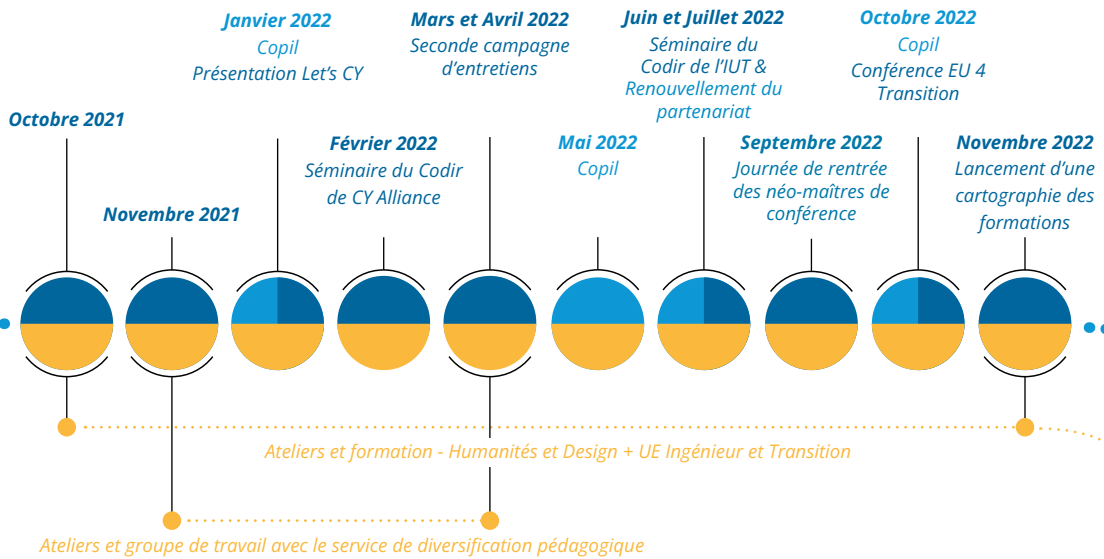 Octobre 2021
Novembre 2021
Janvier 2022
Copil
Présentation Let's CY
Février 2022
Séminaire du Codir
de CY Alliance
Mars et Avril 2022
Seconde campagne
d'entretiens
Mai 2022
Copil
Juin et Juillet 2022
Séminaire du
Codir de l'IUT &
Renouvellement du
partenariat
Septembre 2022
Journée de rentrée
des néo-maîtres de
conférence
Octobre 2022
Copil
Conférence EU 4
Transition
Novembre 2022
Lancement d'une
cartographie des
formations
Ateliers et formation - Humanités et Design + UE Ingénieur et Transition
Ateliers et groupe de travail avec le service de diversification pédagogique